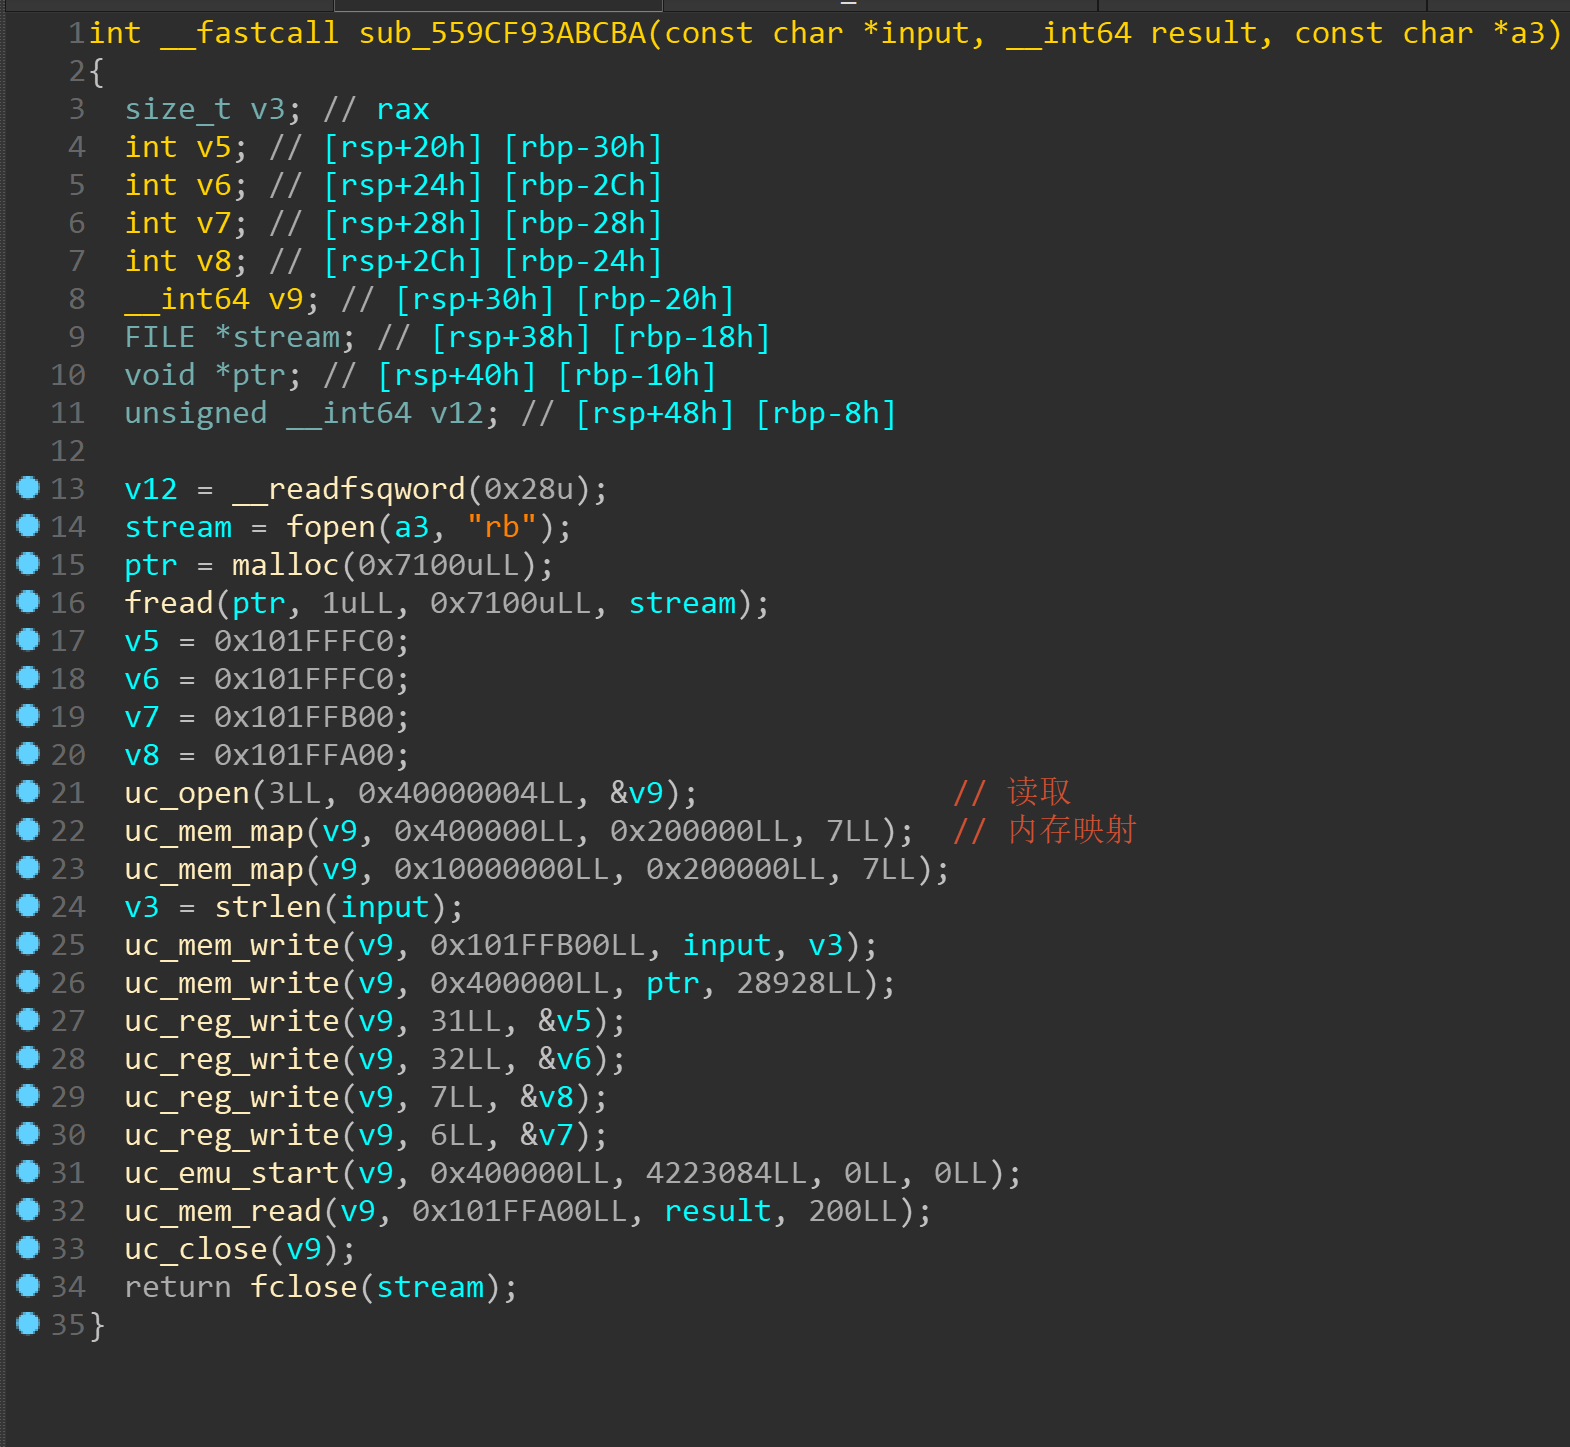 1 int __fastcall sub_559CF93ABCBA(const char *input, __int64 result, const char *a3)
2 {
3 size_t v3; // rax
4 int v5; // [rsp+20h] [rbp-30h]
5 int v6; // [rsp+24h] [rbp-2Ch]
6 int v7; // [rsp+28h] [rbp-28h]
7 int v8; // [rsp+2Ch] [rbp-24h]
8 __int64 v9; // [rsp+30h] [rbp-20h]
9 FILE *stream; // [rsp+38h] [rbp-18h]
10 void *ptr; // [rsp+40h] [rbp-10h]
11 unsigned __int64 v12; // [rsp+48h] [rbp-8h]
12
13 v12 = __readfsqword(0x28u);
14 stream = fopen(a3, "rb");
15 ptr = malloc(0x7100uLL);
16 fread(ptr, 1uLL, 0x7100uLL, stream);
17 v5 = 0x101FFFC0;
18 v6 = 0x101FFFC0;
19 v7 = 0x101FFB00;
20 v8 = 0x101FFA00;
21 uc_open(3LL, 0x40000004LL, &v9); // 读取
22 uc_mem_map(v9, 0x400000LL, 0x200000LL, 7LL); // 内存映射
23 uc_mem_map(v9, 0x10000000LL, 0x200000LL, 7LL);
24 v3 = strlen(input);
25 uc_mem_write(v9, 0x101FFB00LL, input, v3);
26 uc_mem_write(v9, 0x400000LL, ptr, 28928LL);
27 uc_reg_write(v9, 31LL, &v5);
28 uc_reg_write(v9, 32LL, &v6);
29 uc_reg_write(v9, 7LL, &v8);
30 uc_reg_write(v9, 6LL, &v7);
31 uc_emu_start(v9, 0x400000LL, 4223084LL, 0LL, 0LL);
32 uc_mem_read(v9, 0x101FFA00LL, result, 200LL);
33 uc_close(v9);
34 return fclose(stream);
35 }